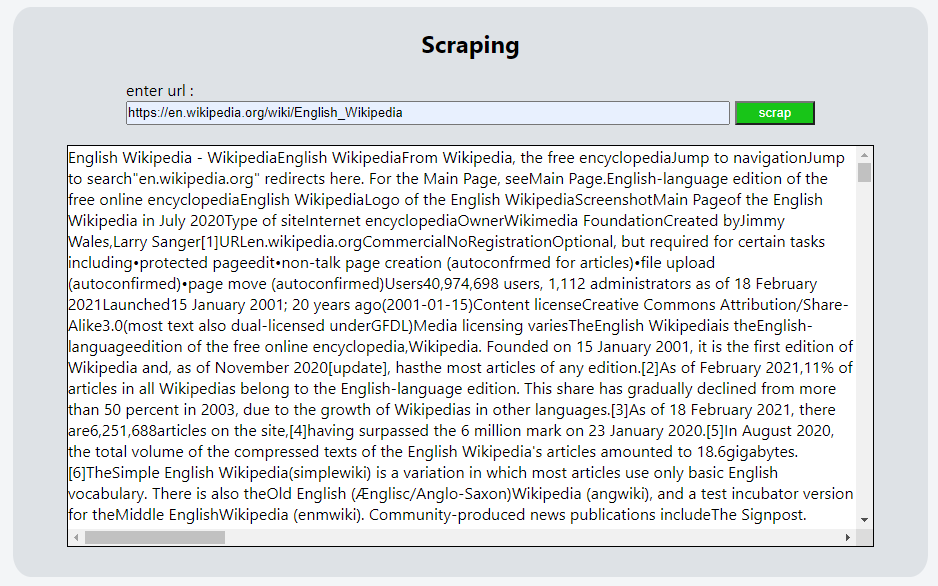 Scraping
enter url :
https://en.wikipedia.org/wiki/English_Wikipedia
scrap
English Wikipedia - WikipediaEnglish WikipediaFrom Wikipedia, the free encyclopediaJump to navigationJump
to search"en.wikipedia.org" redirects here. For the Main Page, seeMain Page.English-language edition of the
free online encyclopediaEnglish WikipediaLogo of the English WikipediaScreenshotMain Pageof the English
Wikipedia in July 2020Type of siteInternet encyclopediaOwnerWikimedia FoundationCreated byJimmy
Wales,Larry Sanger[1]URLen.wikipedia.orgCommercialNoRegistrationOptional, but required for certain tasks
including•protected pageedit•non-talk page creation (autoconfrmed for articles)•file upload
(autoconfirmed)•page move (autoconfirmed)Users40,974,698 users, 1,112 administrators as of 18 February
2021Launched15 January 2001; 20 years ago(2001-01-15)Content licenseCreative Commons Attribution/Share-
Alike3.0(most text also dual-licensed underGFDL)Media licensing variesTheEnglish Wikipediais theEnglish-
languageedition of the free online encyclopedia,Wikipedia. Founded on 15 January 2001, it is the first edition of
Wikipedia and, as of November 2020[update], hasthe most articles of any edition.[2]As of February 2021,11% of
articles in all Wikipedias belong to the English-language edition. This share has gradually declined from more
than 50 percent in 2003, due to the growth of Wikipedias in other languages.[3]As of 18 February 2021, there
are6,251,688articles on the site,[4]having surpassed the 6 million mark on 23 January 2020.[5]In August 2020,
the total volume of the compressed texts of the English Wikipedia's articles amounted to 18.6gigabytes.
[6]TheSimple English Wikipedia(simplewiki) is a variation in which most articles use only basic English
vocabulary. There is also theOld English (Ænglisc/Anglo-Saxon)Wikipedia (angwiki), and a test incubator version
for theMiddle EnglishWikipedia (enmwiki). Community-produced news publications includeThe Signpost.